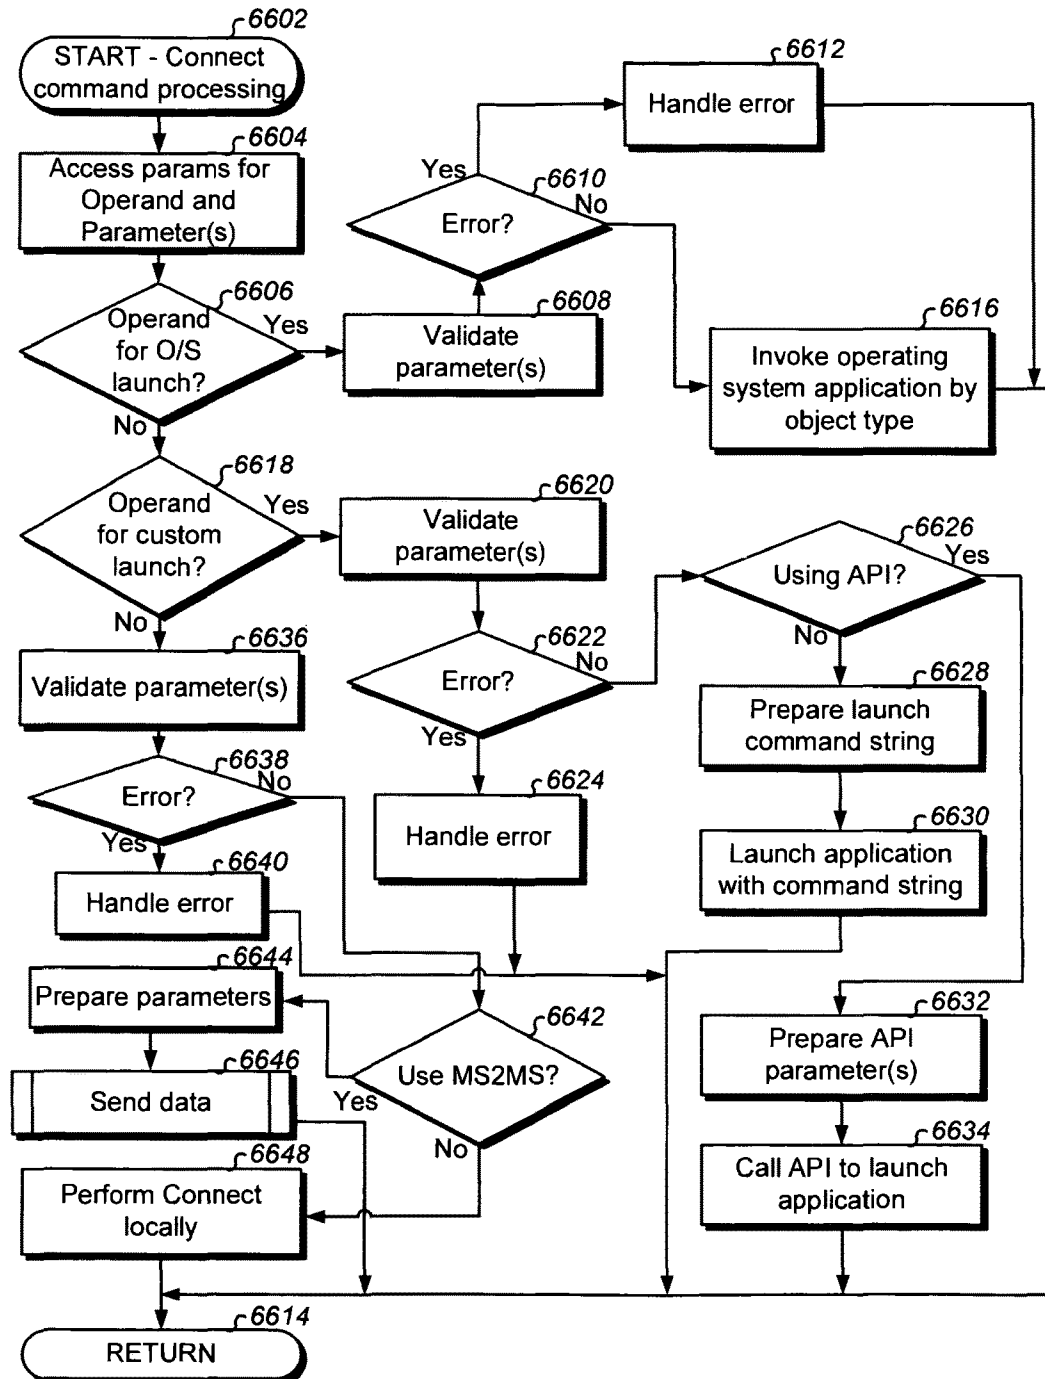 6602
START - Connect
command processing
6604
Access params for
Operand and
Parameter(s)
6606
Operand
for O/S
launch?
Yes
No
6608
Validate
parameter(s)
6610
Error?
Yes
No
6612
Handle error
6616
Invoke operating
system application by
object type
6618
Operand
for custom
launch?
Yes
No
6620
Validate
parameter(s)
6622
Error?
No
Yes
6624
Handle error
6626
Using API?
Yes
No
6628
Prepare launch
command string
6630
Launch application
with command string
6632
Prepare API
parameter(s)
6634
Call API to launch
application
6636
Validate parameter(s)
6638
Error?
No
Yes
6640
Handle error
6642
Use MS2MS?
Yes
No
6644
Prepare parameters
6646
Send data
6648
Perform Connect
locally
6614
RETURN